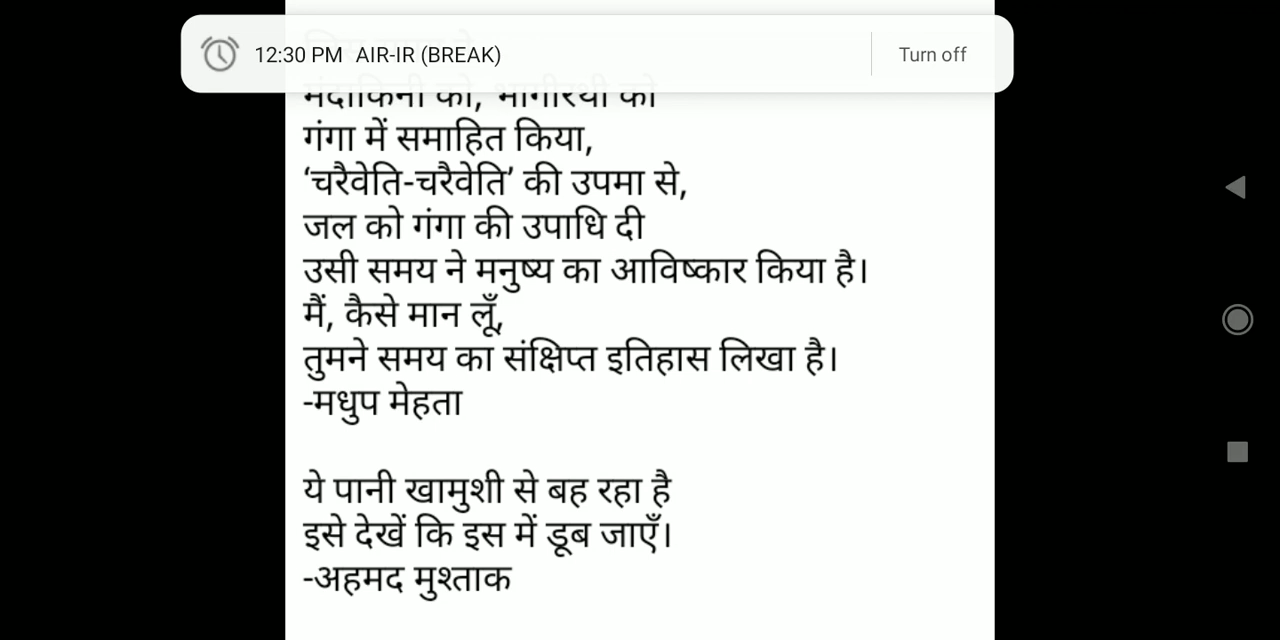 12:30 PM AIR-IR (BREAK)
Turn off
मंदाकिनी को, भागीरथी को
गंगा में समाहित किया,
‘चरैवेति-चरैवेति’ की उपमा से,
जल को गंगा की उपाधि दी
उसी समय ने मनुष्य का आविष्कार किया है।
मैं, कैसे मान लूँ,
तुमने समय का संक्षिप्त इतिहास लिखा है।
-मधुप मेहता
ये पानी खामुशी से बह रहा है
इसे देखें कि इस में डूब जाएँ।
-अहमद मुश्ताक